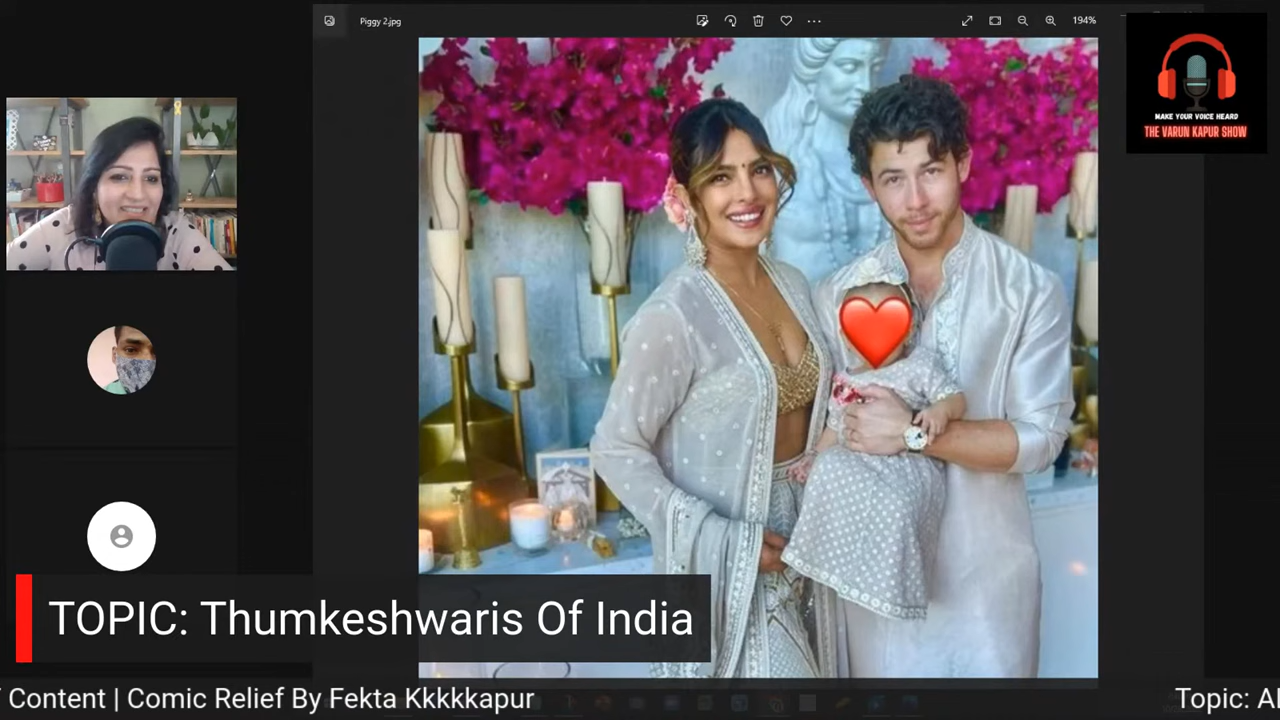 Piggy 2.jpg
194%
MAKE YOUR VOICE HEARD
THE VARUN KAPUR SHOW
TOPIC: Thumkeshwaris Of India
Content | Comic Relief By Fekta Kkkkkapur
Topic: